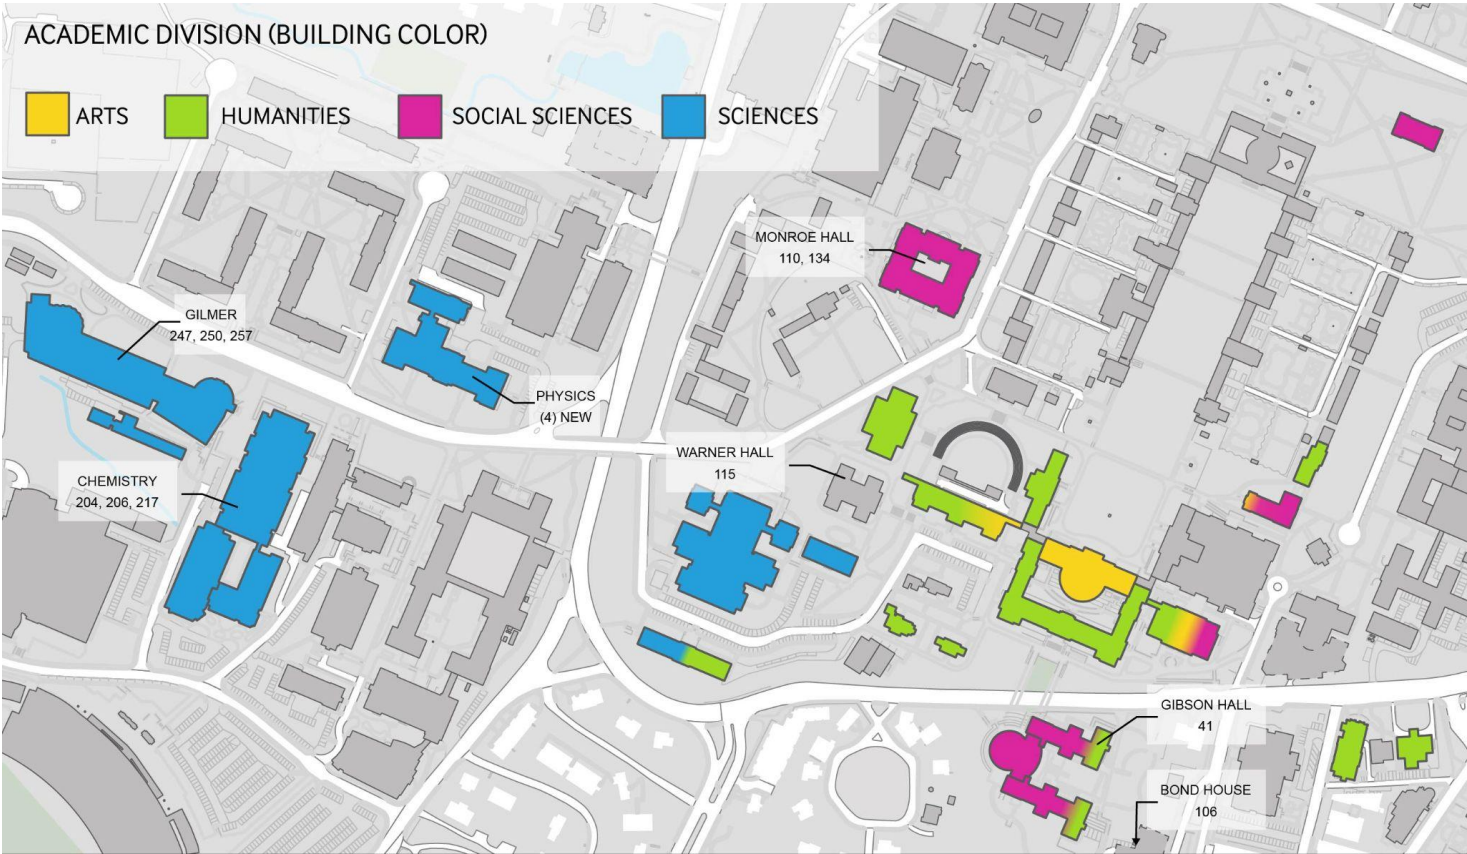 ACADEMIC DIVISION (BUILDING COLOR)
ARTS
HUMANITIES
SOCIAL SCIENCES
SCIENCES
MONROE HALL
110, 134
GILMER
247, 250, 257
PHYSICS
(4) NEW
WARNER HALL
115
CHEMISTRY
204, 206, 217
GIBSON HALL
41
BOND HOUSE
106